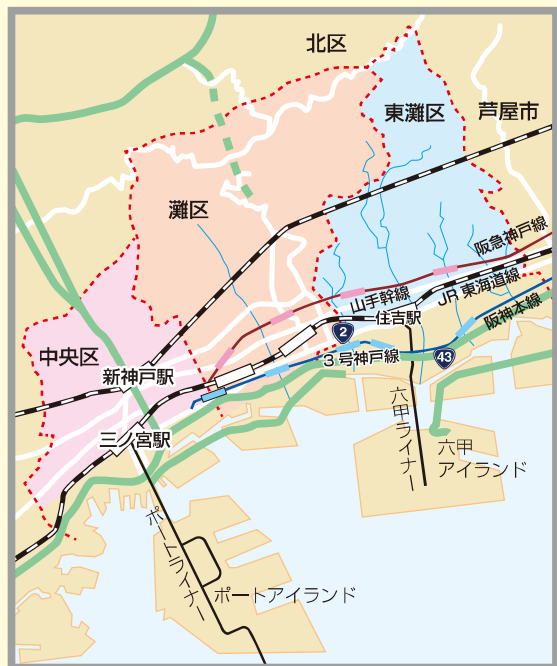 北区
東灘区
芦屋市
灘区
阪急神戸線
山手幹線
JR東海道線
住吉駅
阪神本線
2
中央区
3号神戸線
43
新神戸駅
三ノ宮駅
六甲ライナー
六甲
アイランド
ポートライナー
ポートアイランド